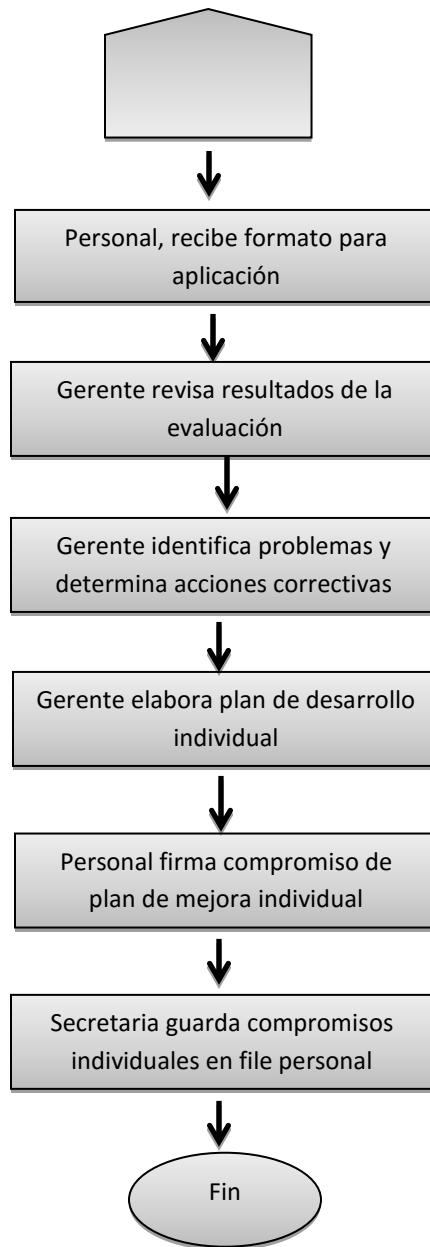 Personal, recibe formato para
aplicación
Gerente revisa resultados de la
evaluación
Gerente identifica problemas y
determina acciones correctivas
Gerente elabora plan de desarrollo
individual
Personal firma compromiso de
plan de mejora individual
Secretaria guarda compromisos
individuales en file personal
Fin